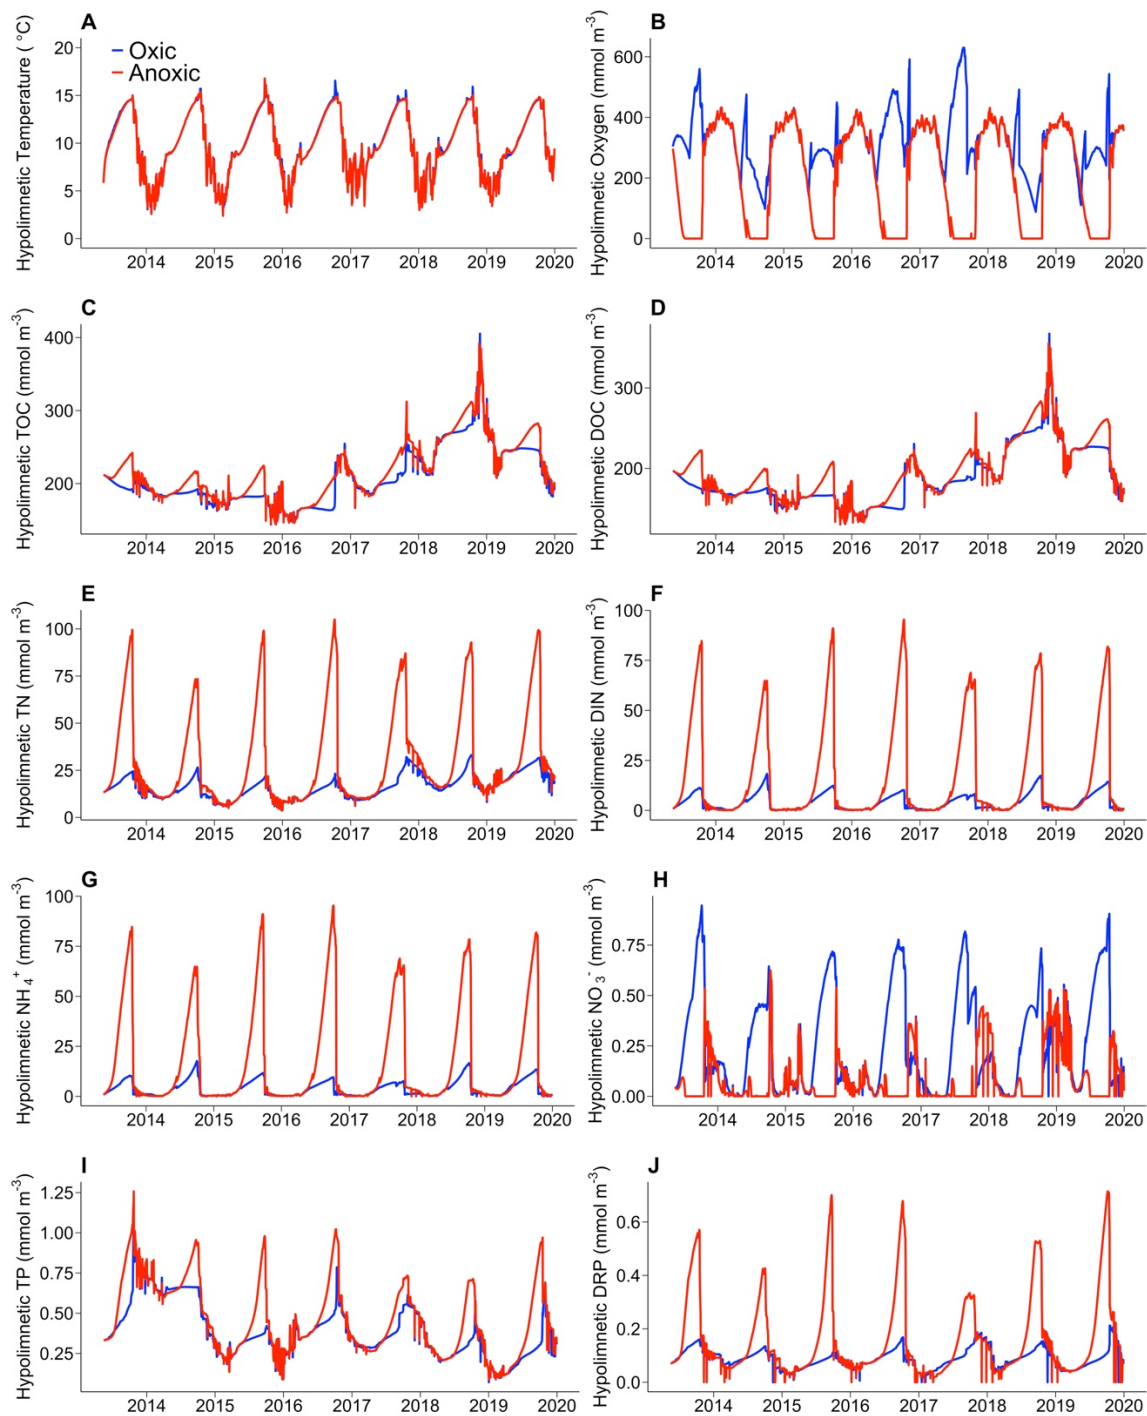 A
Hypolimnetic Temperature ( °C)
20
15
10
5
0
Oxic
Anoxic
2014 2015 2016 2017 2018 2019 2020
B
Hypolimnetic Oxygen (mmol m⁻³)
600
400
200
0
2014 2015 2016 2017 2018 2019 2020
C
Hypolimnetic TOC (mmol m⁻³)
400
300
200
2014 2015 2016 2017 2018 2019 2020
D
Hypolimnetic DOC (mmol m⁻³)
300
200
2014 2015 2016 2017 2018 2019 2020
E
Hypolimnetic TN (mmol m⁻³)
100
75
50
25
0
2014 2015 2016 2017 2018 2019 2020
F
Hypolimnetic DIN (mmol m⁻³)
100
75
50
25
0
2014 2015 2016 2017 2018 2019 2020
G
Hypolimnetic NH₄⁺ (mmol m⁻³)
100
75
50
25
0
2014 2015 2016 2017 2018 2019 2020
H
Hypolimnetic NO₃⁻ (mmol m⁻³)
0.75
0.50
0.25
0.00
2014 2015 2016 2017 2018 2019 2020
I
Hypolimnetic TP (mmol m⁻³)
1.25
1.00
0.75
0.50
0.25
2014 2015 2016 2017 2018 2019 2020
J
Hypolimnetic DRP (mmol m⁻³)
0.6
0.4
0.2
0.0
2014 2015 2016 2017 2018 2019 2020